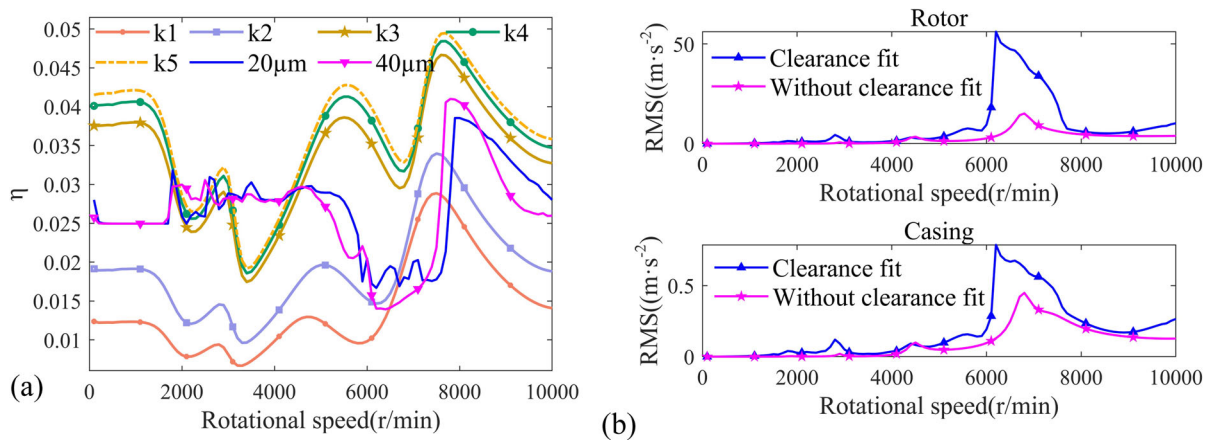 (a)
η
0.05
0.045
0.04
0.035
0.03
0.025
0.02
0.015
0.01
k1 k2 k3 k4
k5 20μm 40μm
0 2000 4000 6000 8000 10000
Rotational speed(r/min)
(b)
Rotor
RMS((m·s⁻²)
50
0
Clearance fit
Without clearance fit
0 2000 4000 6000 8000 10000
Rotational speed(r/min)
Casing
RMS((m·s⁻²)
0.5
0
Clearance fit
Without clearance fit
0 2000 4000 6000 8000 10000
Rotational speed(r/min)